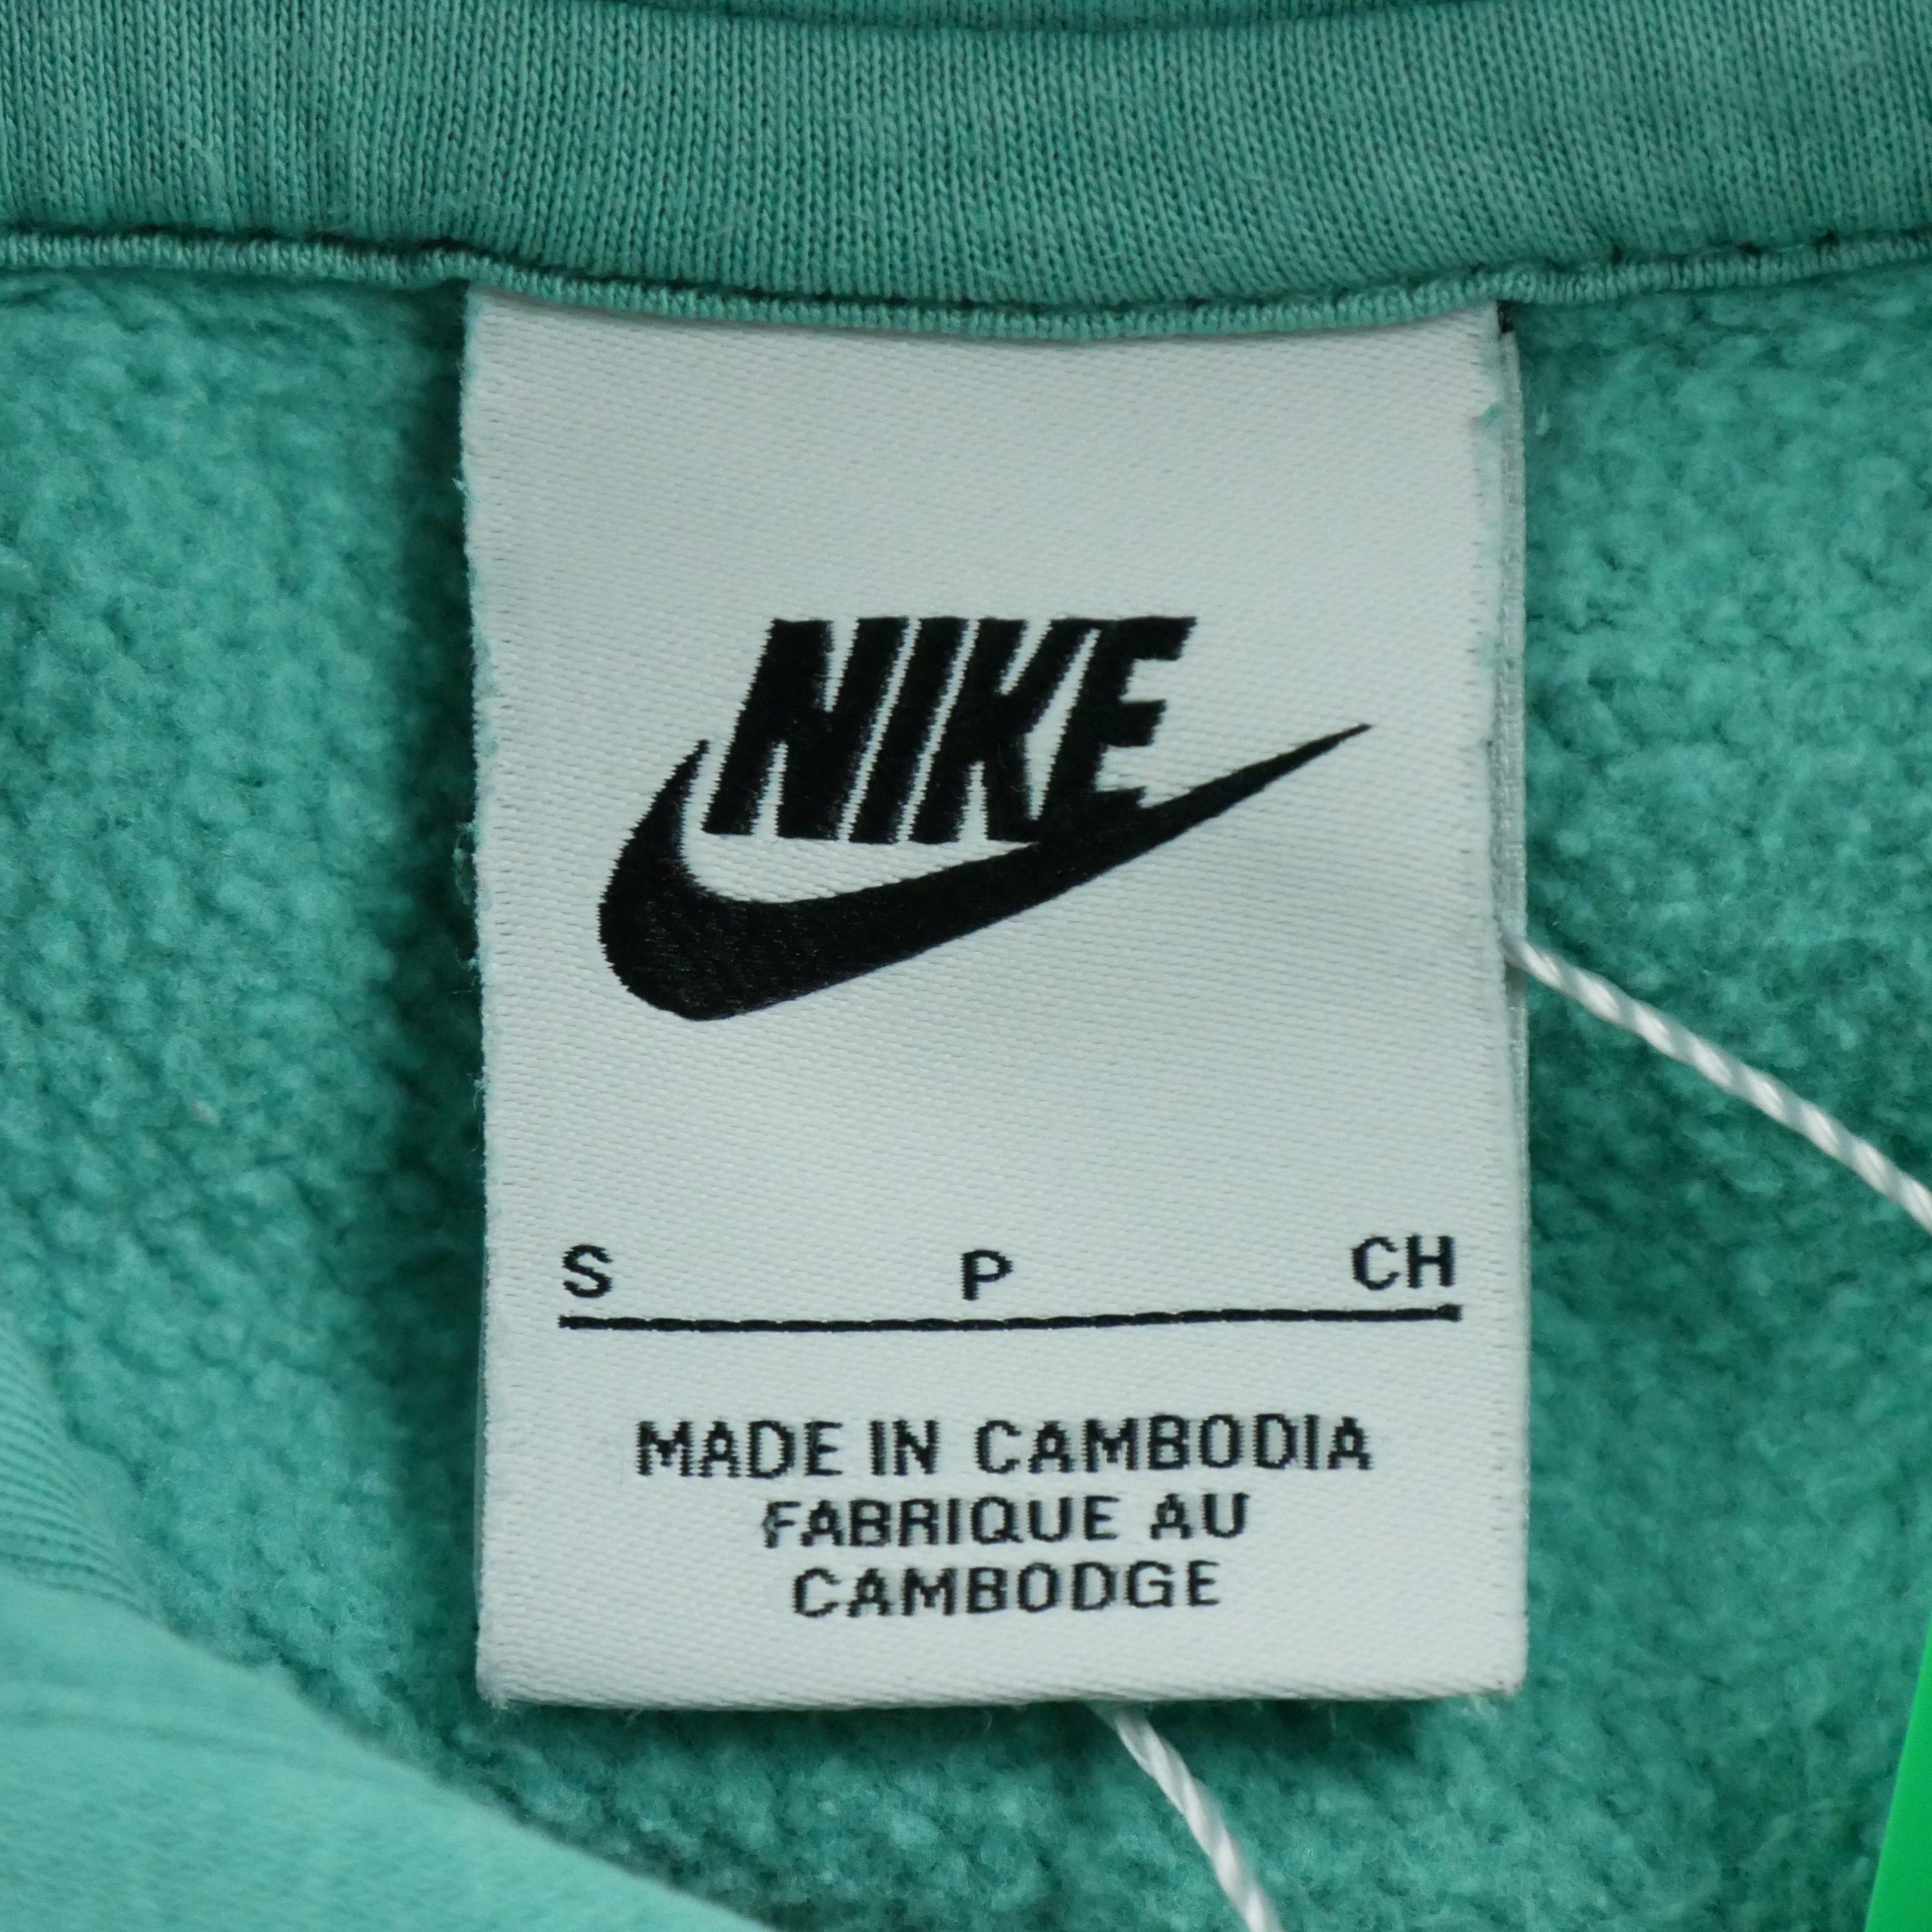 NIKE
S P CH
MADE IN CAMBODIA
FABRIQUE AU
CAMBODGE